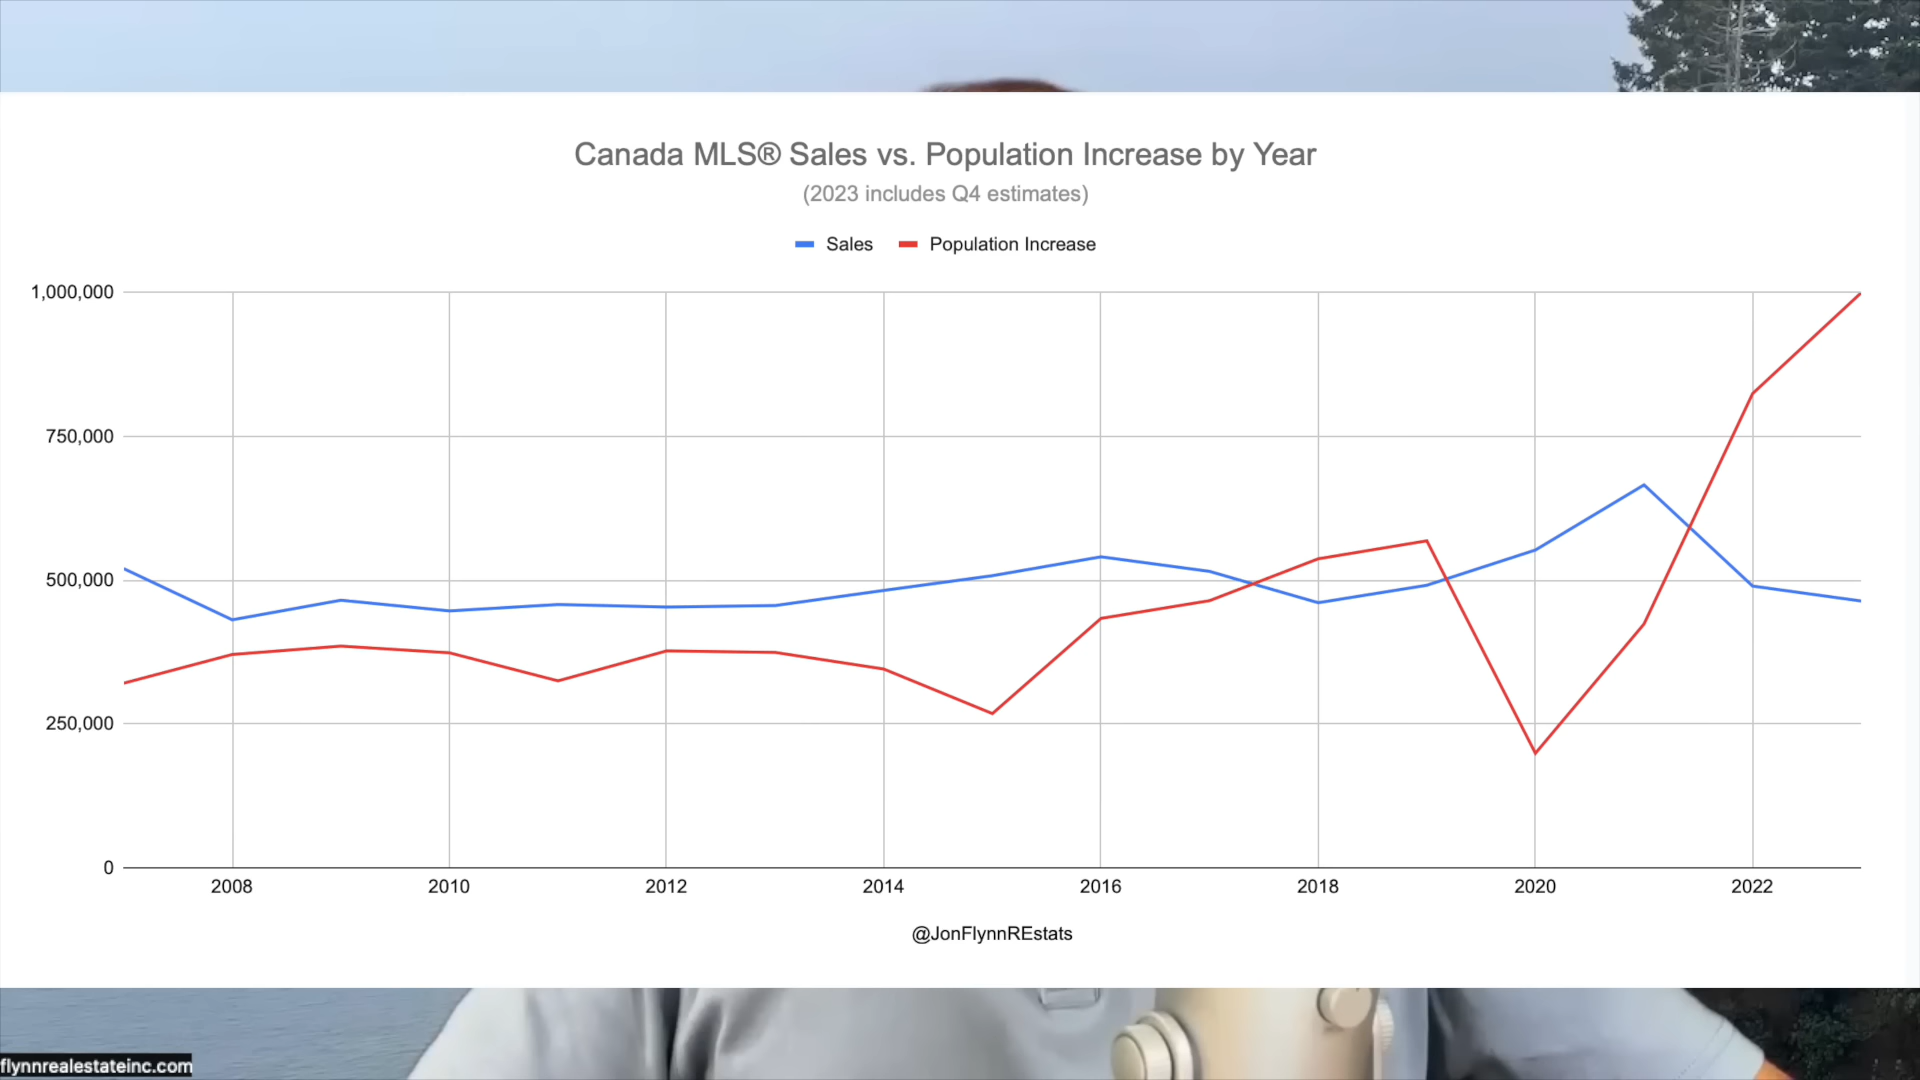 Canada MLS® Sales vs. Population Increase by Year
(2023 includes Q4 estimates)
Sales Population Increase
1,000,000
750,000
500,000
250,000
0
2008 2010 2012 2014 2016 2018 2020 2022
@JonFlynnREstats
flynnrealestateinc.com